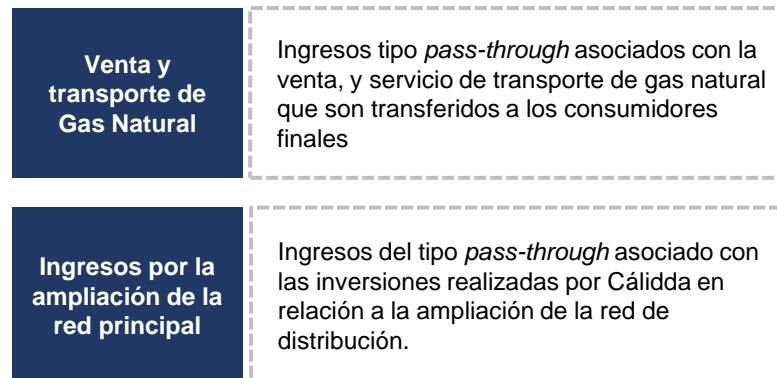 Venta y
transporte de
Gas Natural
Ingresos tipo pass-through asociados con la
venta, y servicio de transporte de gas natural
que son transferidos a los consumidores
finales
Ingresos por la
ampliación de la
red principal
Ingresos del tipo pass-through asociado con
las inversiones realizadas por Cálidda en
relación a la ampliación de la red de
distribución.